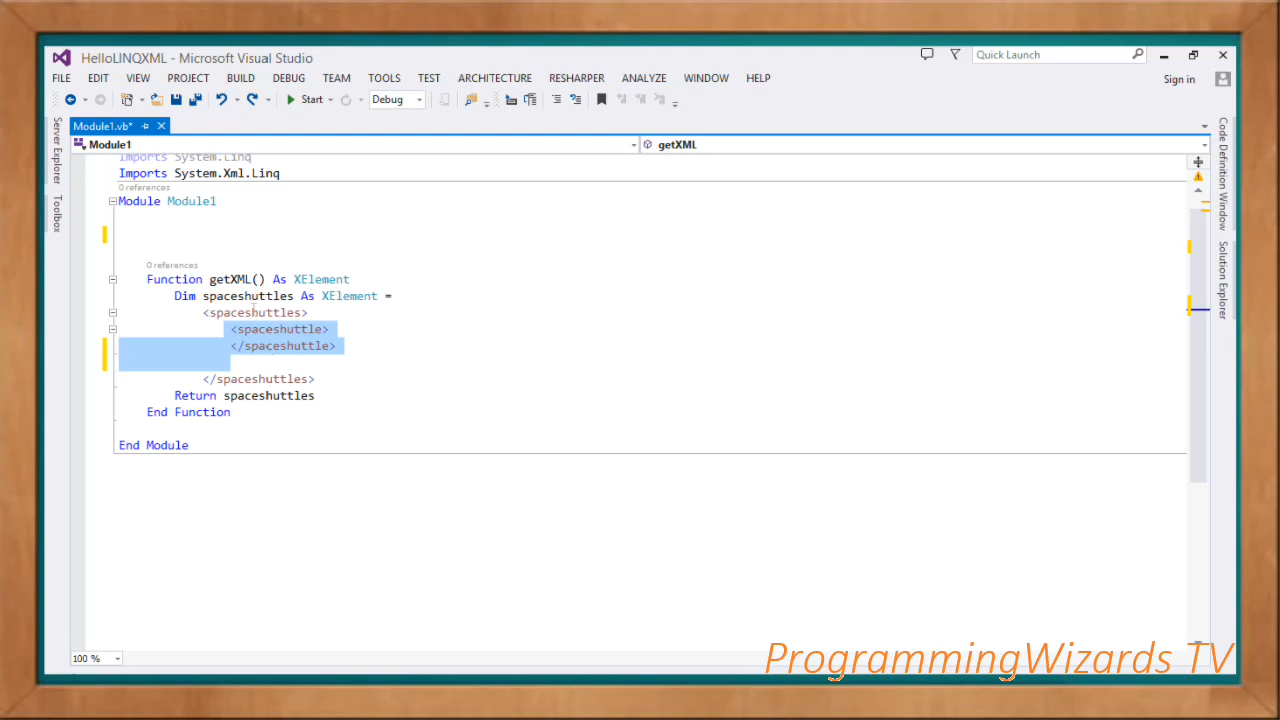 HelloLINQXML - Microsoft Visual Studio
Quick Launch
FILE EDIT VIEW PROJECT BUILD DEBUG TEAM TOOLS TEST ARCHITECTURE RESHARPER ANALYZE WINDOW HELP
Sign in
Start Debug
Server Explorer
Toolbox
Module1.vb*
Module1 getXML
Imports System.Linq
Imports System.Xml.Linq
0 references
Module Module1
0 references
Function getXML() As XElement
Dim spaceshuttles As XElement =
<spaceshuttles>
<spaceshuttle>
</spaceshuttle>
</spaceshuttles>
Return spaceshuttles
End Function
End Module
Code Definition Window
Solution Explorer
100 %
ProgrammingWizards TV